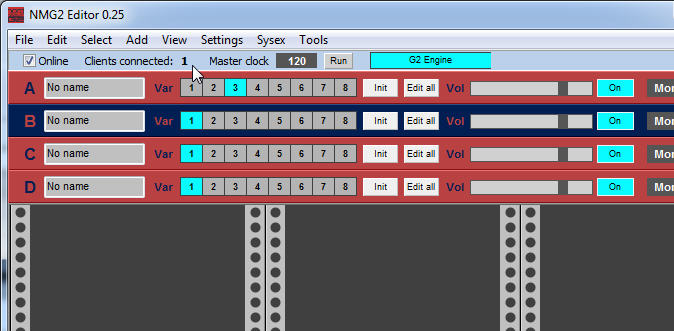 NMG2 Editor 0.25
File Edit Select Add View Settings Sysex Tools
Online Clients connected: 1 Master clock 120 Run G2 Engine
A No name Var 1 2 3 4 5 6 7 8 Init Edit all Vol On
B No name Var 1 2 3 4 5 6 7 8 Init Edit all Vol On
C No name Var 1 2 3 4 5 6 7 8 Init Edit all Vol On
D No name Var 1 2 3 4 5 6 7 8 Init Edit all Vol On